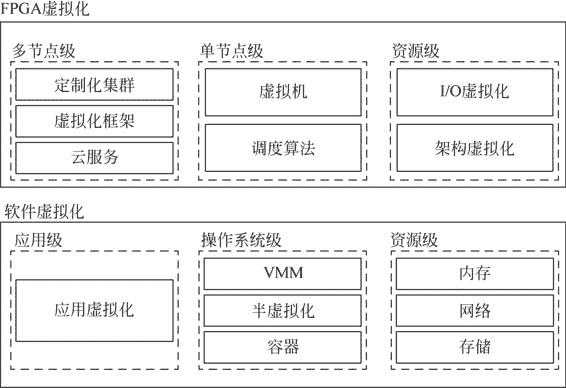 FPGA虚拟化
多节点级
定制化集群
虚拟化框架
云服务
单节点级
虚拟机
调度算法
资源级
I/O虚拟化
架构虚拟化
软件虚拟化
应用级
应用虚拟化
操作系统级
VMM
半虚拟化
容器
资源级
内存
网络
存储